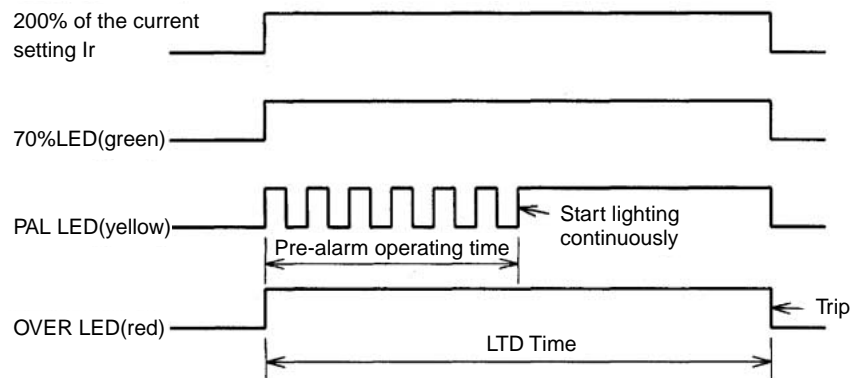 200% of the current
setting Ir
70%LED(green)
PAL LED(yellow)
Start lighting
continuously
Pre-alarm operating time
OVER LED(red)
Trip
LTD Time